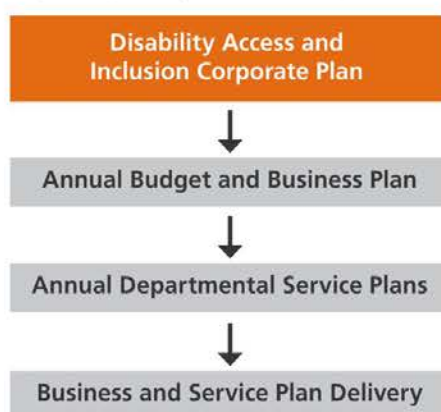 Disability Access and
Inclusion Corporate Plan
Annual Budget and Business Plan
Annual Departmental Service Plans
Business and Service Plan Delivery